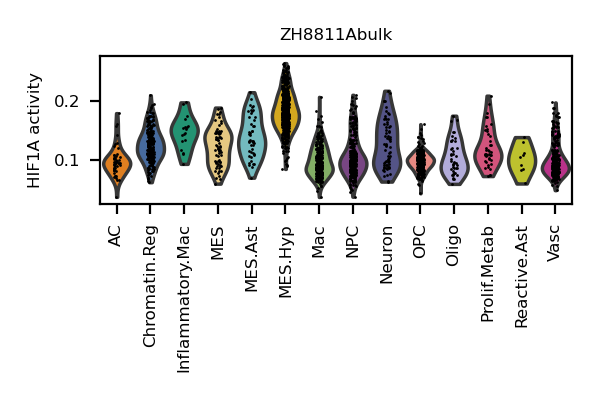 ZH8811Abulk
HIF1A activity
0.2
0.1
AC
Chromatin.Reg
Inflammatory.Mac
MES
MES.Ast
MES.Hyp
Mac
NPC
Neuron
OPC
Oligo
Prolif.Metab
Reactive.Ast
Vasc